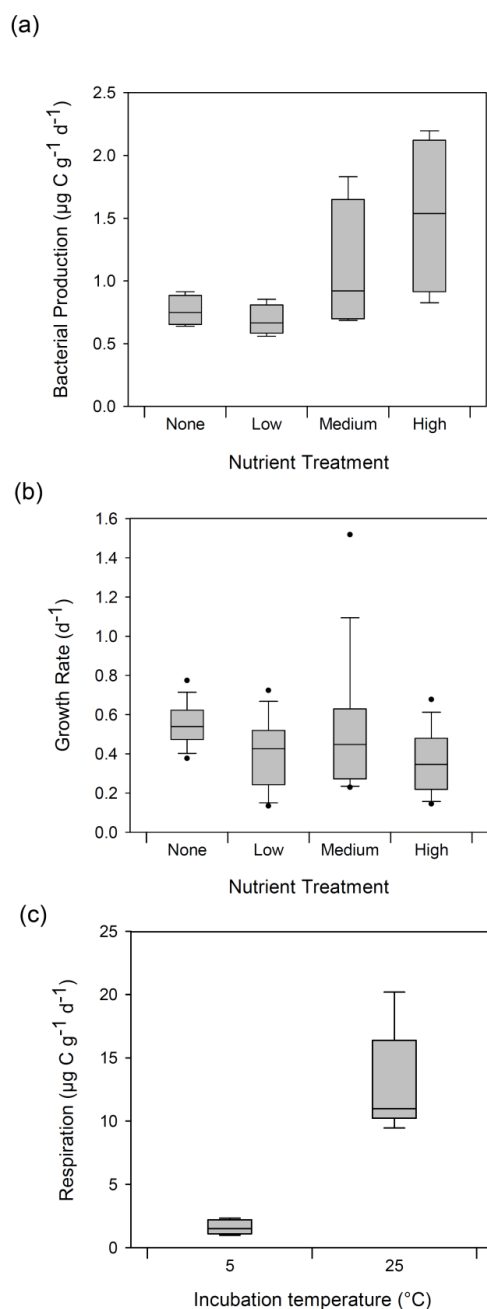 (a)
Bacterial Production (µg C g⁻¹ d⁻¹)
2.5
2.0
1.5
1.0
0.5
0.0
None Low Medium High
Nutrient Treatment
(b)
Growth Rate (d⁻¹)
1.6
1.4
1.2
1.0
0.8
0.6
0.4
0.2
0.0
None Low Medium High
Nutrient Treatment
(c)
Respiration (µg C g⁻¹ d⁻¹)
25
20
15
10
5
0
5 25
Incubation temperature (°C)